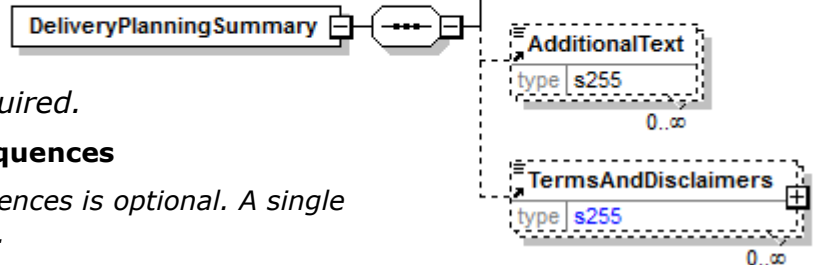 DeliveryPlanningSummary
AdditionalText
type s255
0..∞
uired.
quences
ences is optional. A single
TermsAndDisclaimers
type s255
0..∞